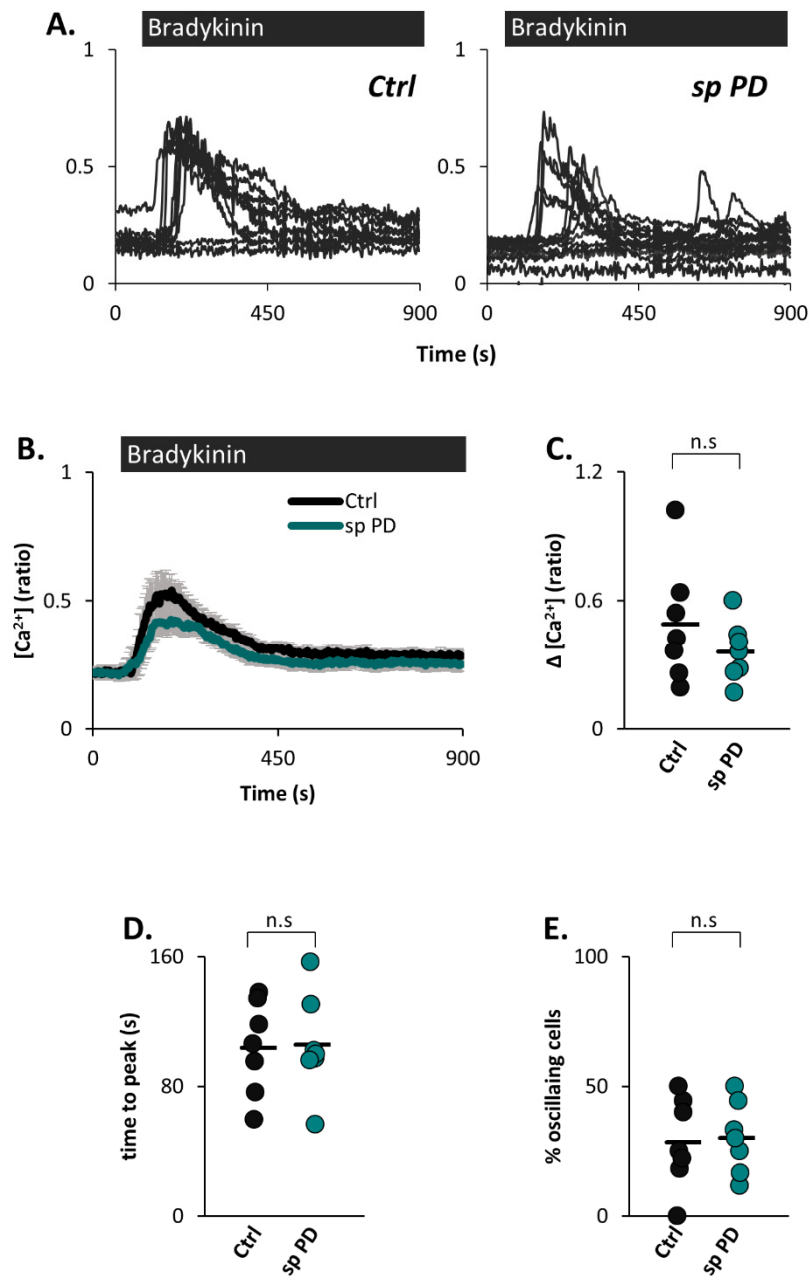 A.
Bradykinin
Bradykinin
1
Ctrl
1
sp PD
0.5
0.5
0
0
0
450
900
0
450
900
Time (s)
B.
Bradykinin
1
Ctrl
sp PD
[Ca²⁺] (ratio)
0.5
0
0
450
900
Time (s)
C.
n.s
1.2
Δ [Ca²⁺] (ratio)
0.6
0
Ctrl
sp PD
D.
n.s
160
time to peak (s)
80
0
Ctrl
sp PD
E.
n.s
100
% oscillaing cells
50
0
Ctrl
sp PD